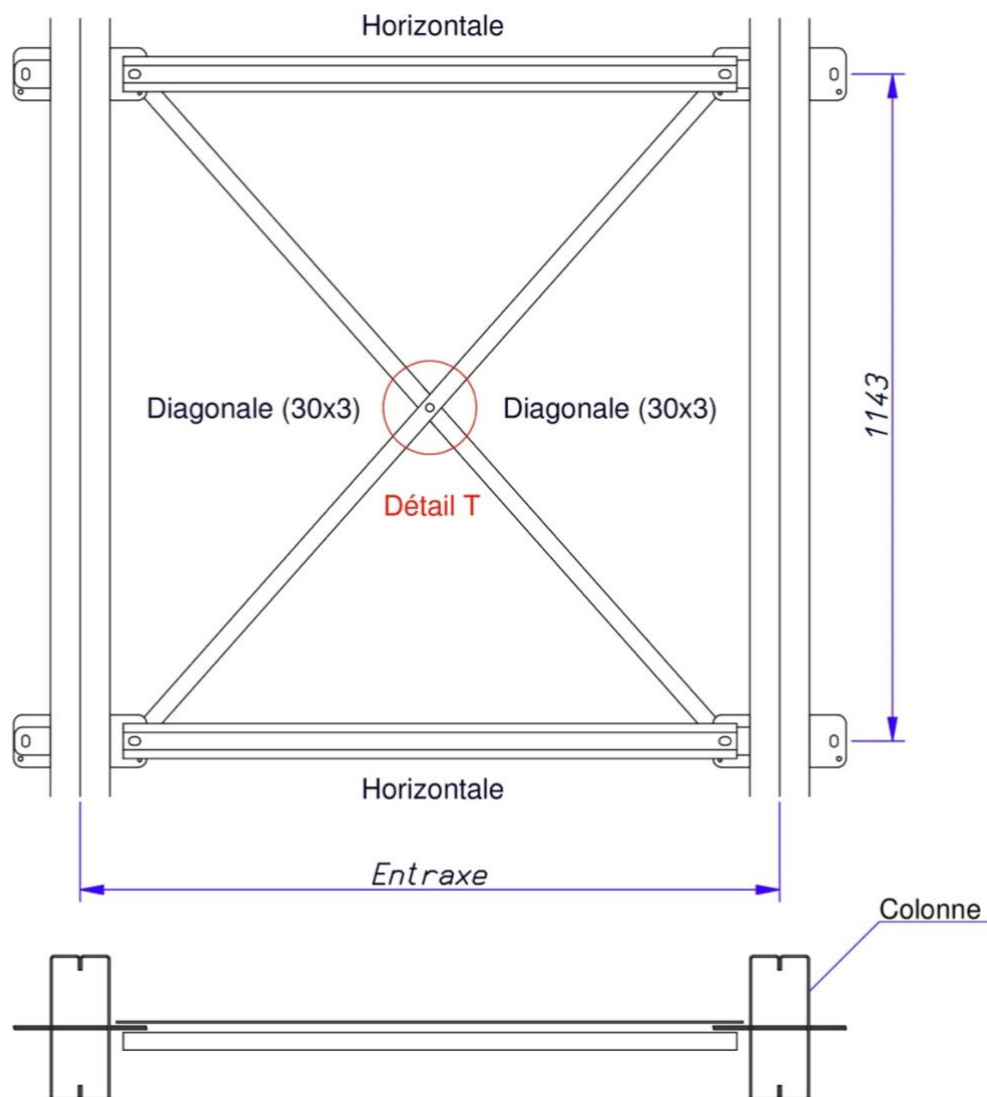 Horizontale
Diagonale (30x3)
Diagonale (30x3)
1143
Détail T
Horizontale
Entraxe
Colonne